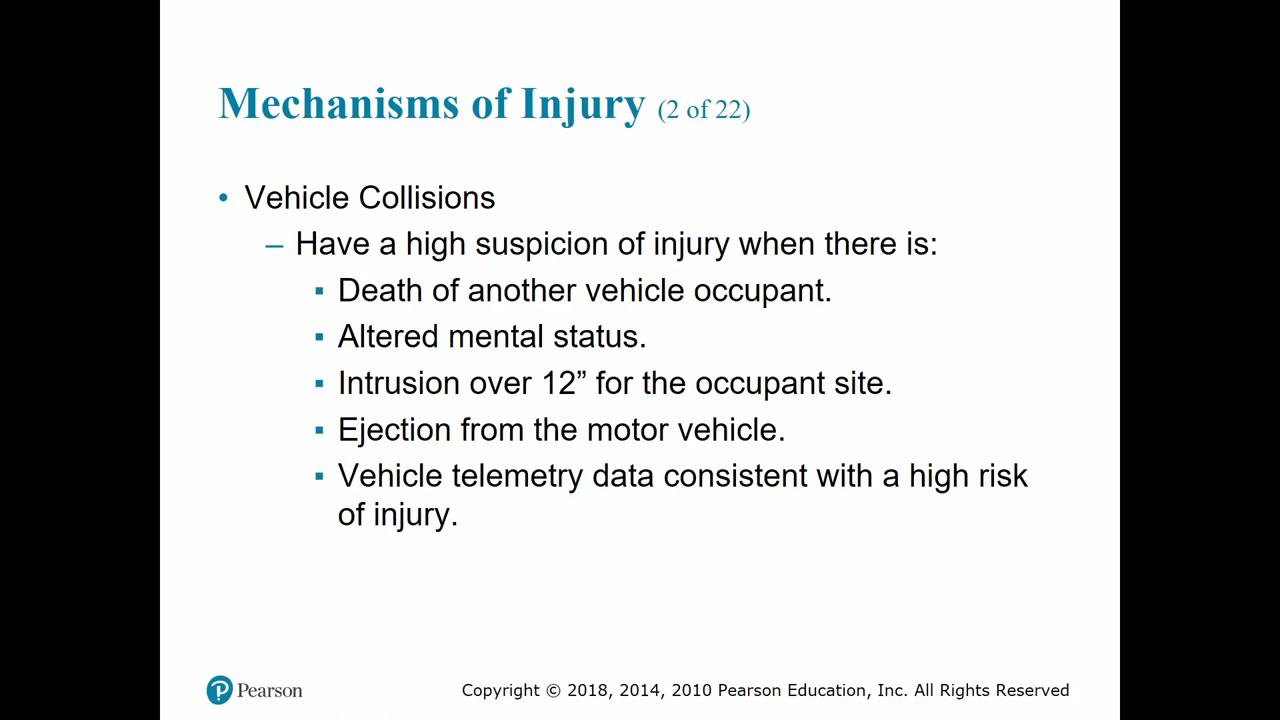 Mechanisms of Injury (2 of 22)
• Vehicle Collisions
– Have a high suspicion of injury when there is:
▪ Death of another vehicle occupant.
▪ Altered mental status.
▪ Intrusion over 12” for the occupant site.
▪ Ejection from the motor vehicle.
▪ Vehicle telemetry data consistent with a high risk
of injury.
Pearson
Copyright © 2018, 2014, 2010 Pearson Education, Inc. All Rights Reserved